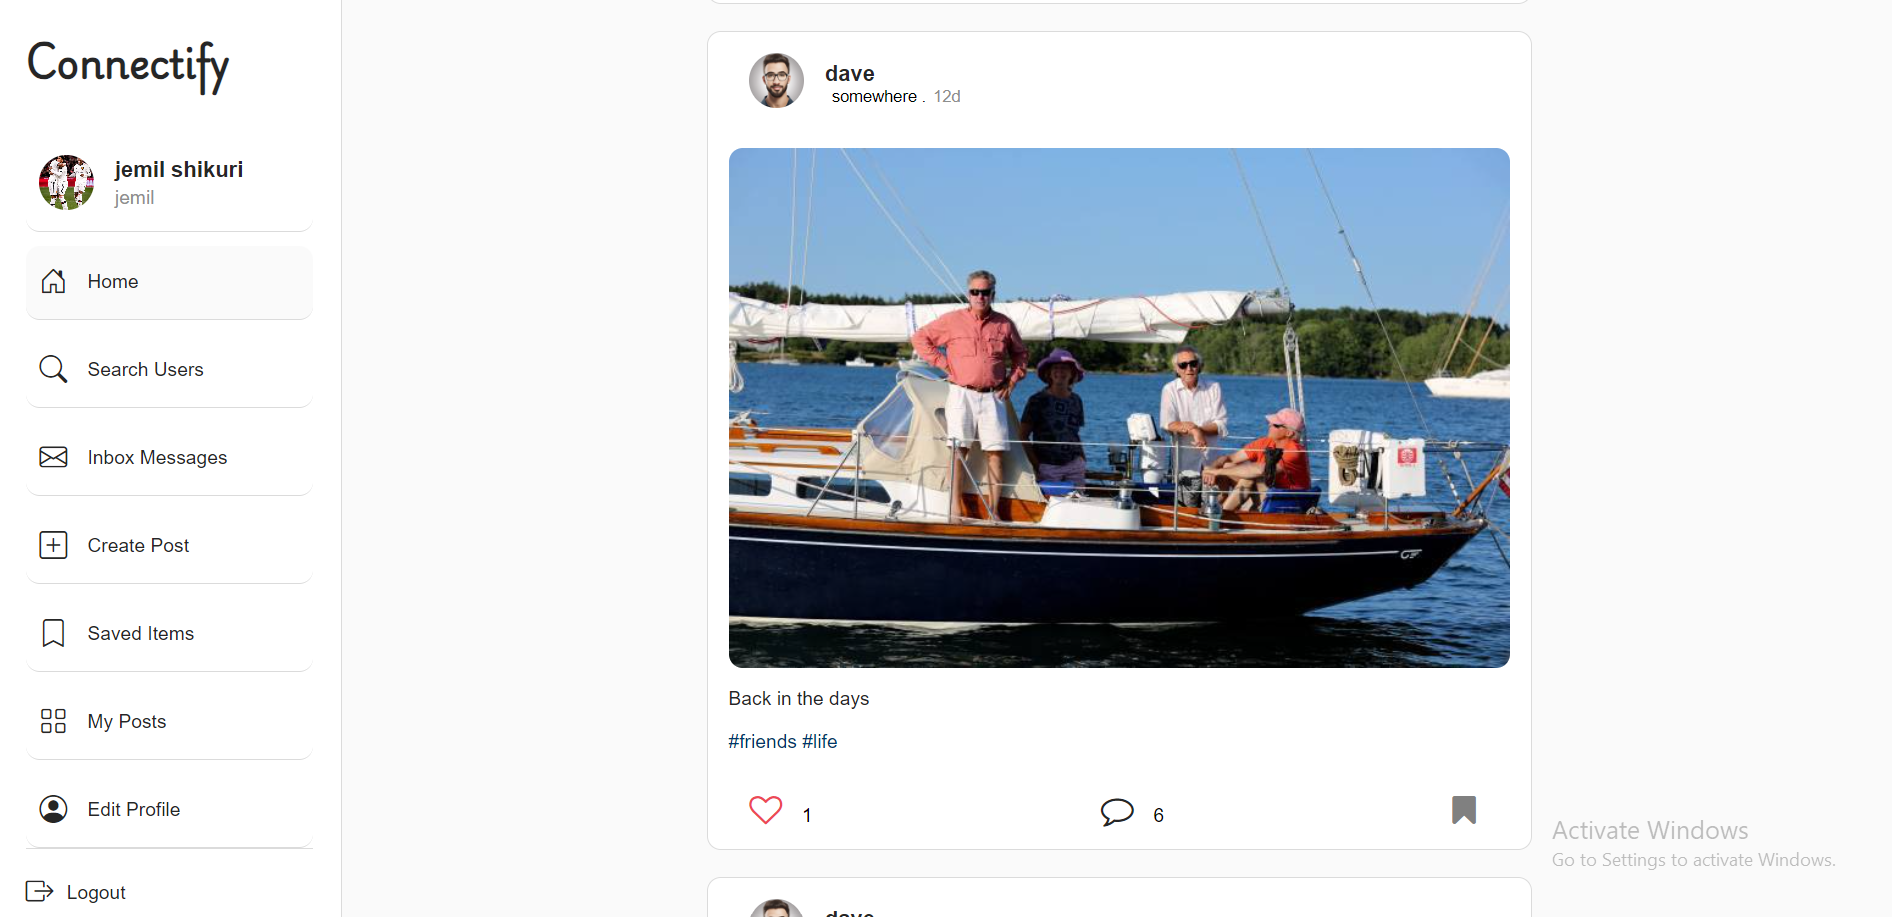 Connectify
jemil shikuri
jemil
Home
Search Users
Inbox Messages
Create Post
Saved Items
My Posts
Edit Profile
Logout
dave
somewhere . 12d
Back in the days
#friends #life
1
6
dave
Activate Windows
Go to Settings to activate Windows.